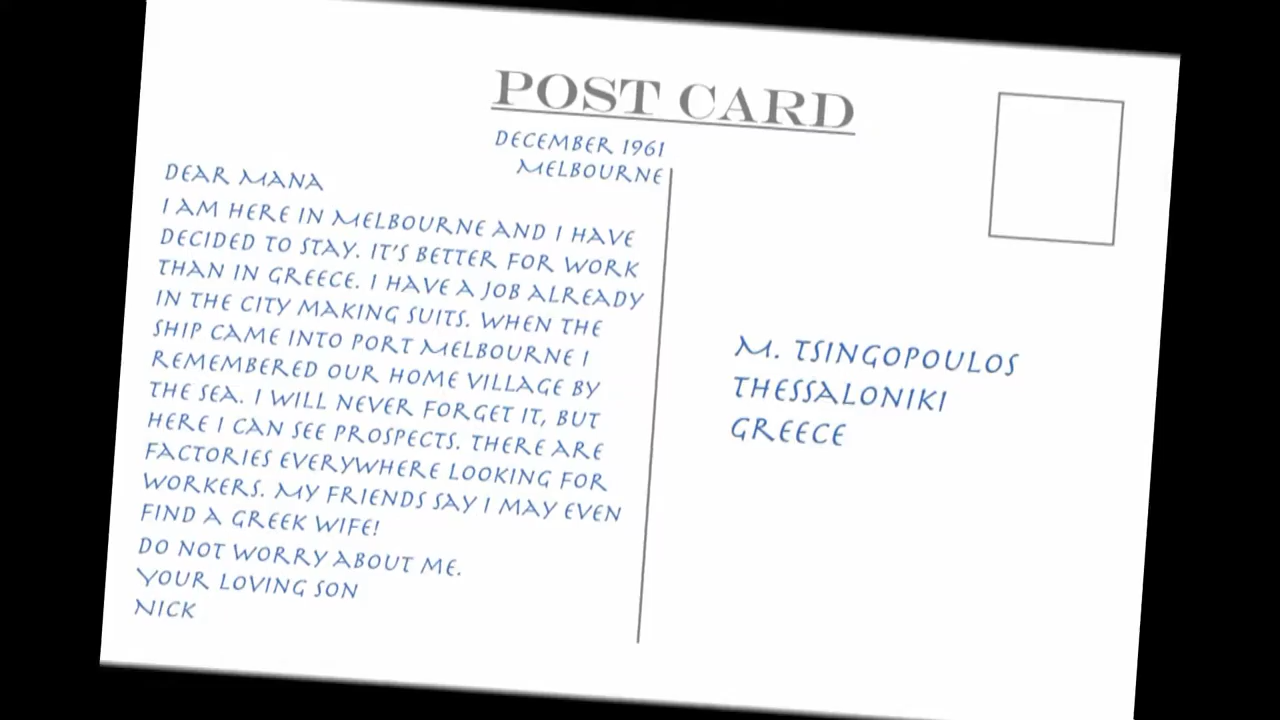 POST CARD
DECEMBER 1961
MELBOURNE
DEAR MANA
I AM HERE IN MELBOURNE AND I HAVE
DECIDED TO STAY. IT'S BETTER FOR WORK
THAN IN GREECE. I HAVE A JOB ALREADY
IN THE CITY MAKING SUITS. WHEN THE
SHIP CAME INTO PORT MELBOURNE I
REMEMBERED OUR HOME VILLAGE BY
THE SEA. I WILL NEVER FORGET IT, BUT
HERE I CAN SEE PROSPECTS. THERE ARE
FACTORIES EVERYWHERE LOOKING FOR
WORKERS. MY FRIENDS SAY I MAY EVEN
FIND A GREEK WIFE!
DO NOT WORRY ABOUT ME.
YOUR LOVING SON
NICK
M. TSINGOPOULOS
THESSALONIKI
GREECE